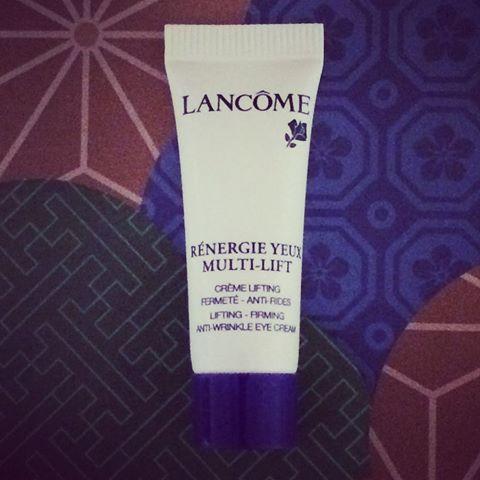 LANCÔME
RÉNERGIE YEUX
MULTI-LIFT
CRÈME LIFTING
FERMETÉ - ANTI-RIDES
LIFTING - FIRMING
ANTI-WRINKLE EYE CREAM